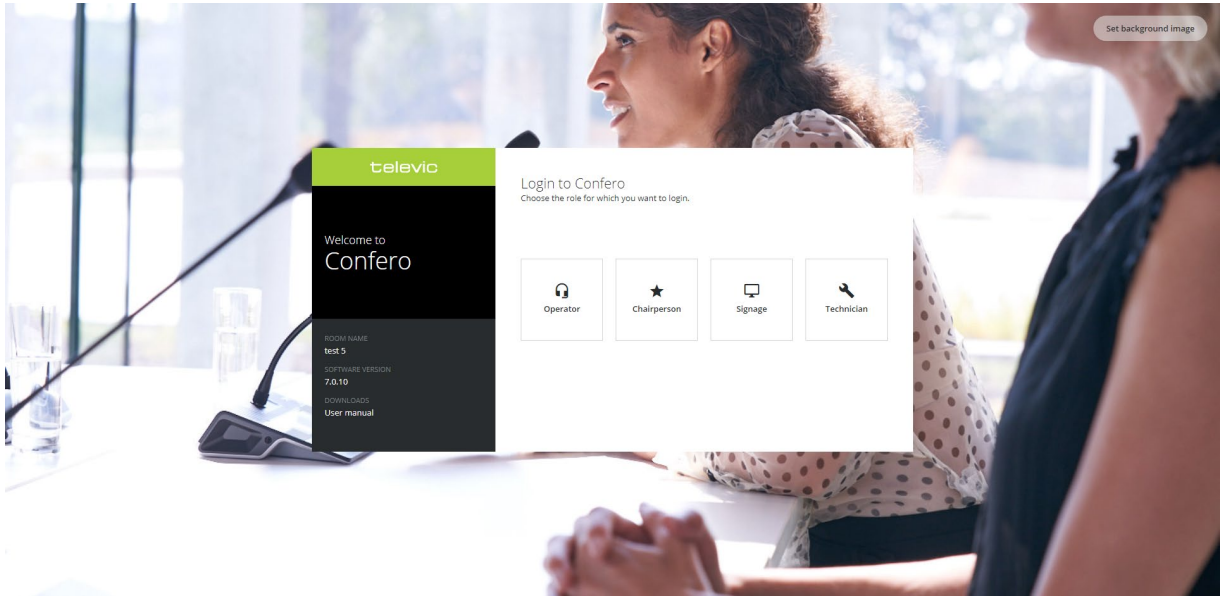 Set background image
televic
Welcome to
Confero
ROOM NAME
test 5
SOFTWARE VERSION
7.0.10
DOWNLOADS
User manual
Login to Confero
Choose the role for which you want to login.
Operator
Chairperson
Signage
Technician